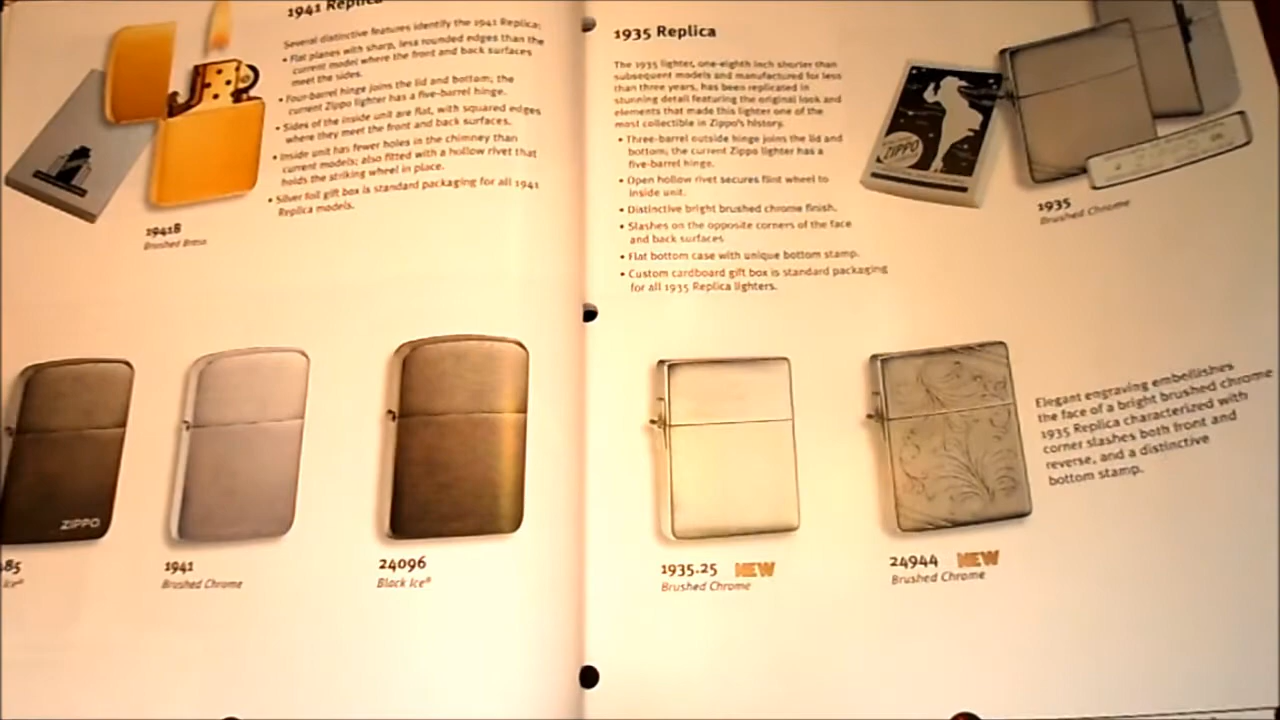 1941 Replica
Several distinctive features identify the 1941 Replica:
• Flat planes with sharp, less rounded edges than the
current model where the front and back surfaces
meet the sides.
• Four-barrel hinge joins the lid and bottom; the
current Zippo lighter has a five-barrel hinge.
• Sides of the inside unit are flat, with squared edges
where they meet the front and back surfaces.
• Inside unit has fewer holes in the chimney than
current models; also fitted with a hollow rivet that
holds the striking wheel in place.
• Silver foil gift box is standard packaging for all 1941
Replica models.
1941B
Brushed Brass
ZIPPO
485
Ice®
1941
Brushed Chrome
24096
Black Ice®
1935 Replica
The 1935 lighter, one-eighth inch shorter than
subsequent models and manufactured for less
than three years, has been replicated in
stunning detail featuring the original look and
elements that made this lighter one of the
most collectible in Zippo's history.
• Three-barrel outside hinge joins the lid and
bottom; the current Zippo lighter has a
five-barrel hinge.
• Open hollow rivet secures flint wheel to
inside unit.
• Distinctive bright brushed chrome finish.
• Slashes on the opposite corners of the face
and back surfaces
• Flat bottom case with unique bottom stamp.
• Custom cardboard gift box is standard packaging
for all 1935 Replica lighters.
ZIPPO
1935
Brushed Chrome
1935.25 NEW
Brushed Chrome
24944 NEW
Brushed Chrome
Elegant engraving embellishes
the face of a bright brushed chrome
1935 Replica characterized with
corner slashes both front and
reverse, and a distinctive
bottom stamp.